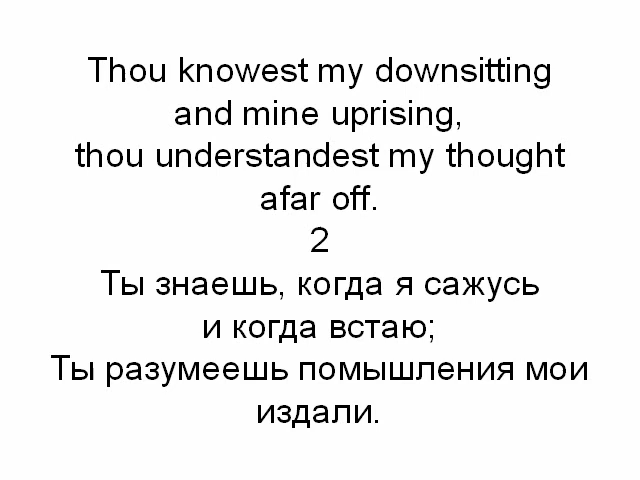 Thou knowest my downsitting
and mine uprising,
thou understandest my thought
afar off.
2
Ты знаешь, когда я сажусь
и когда встаю;
Ты разумеешь помышления мои
издали.